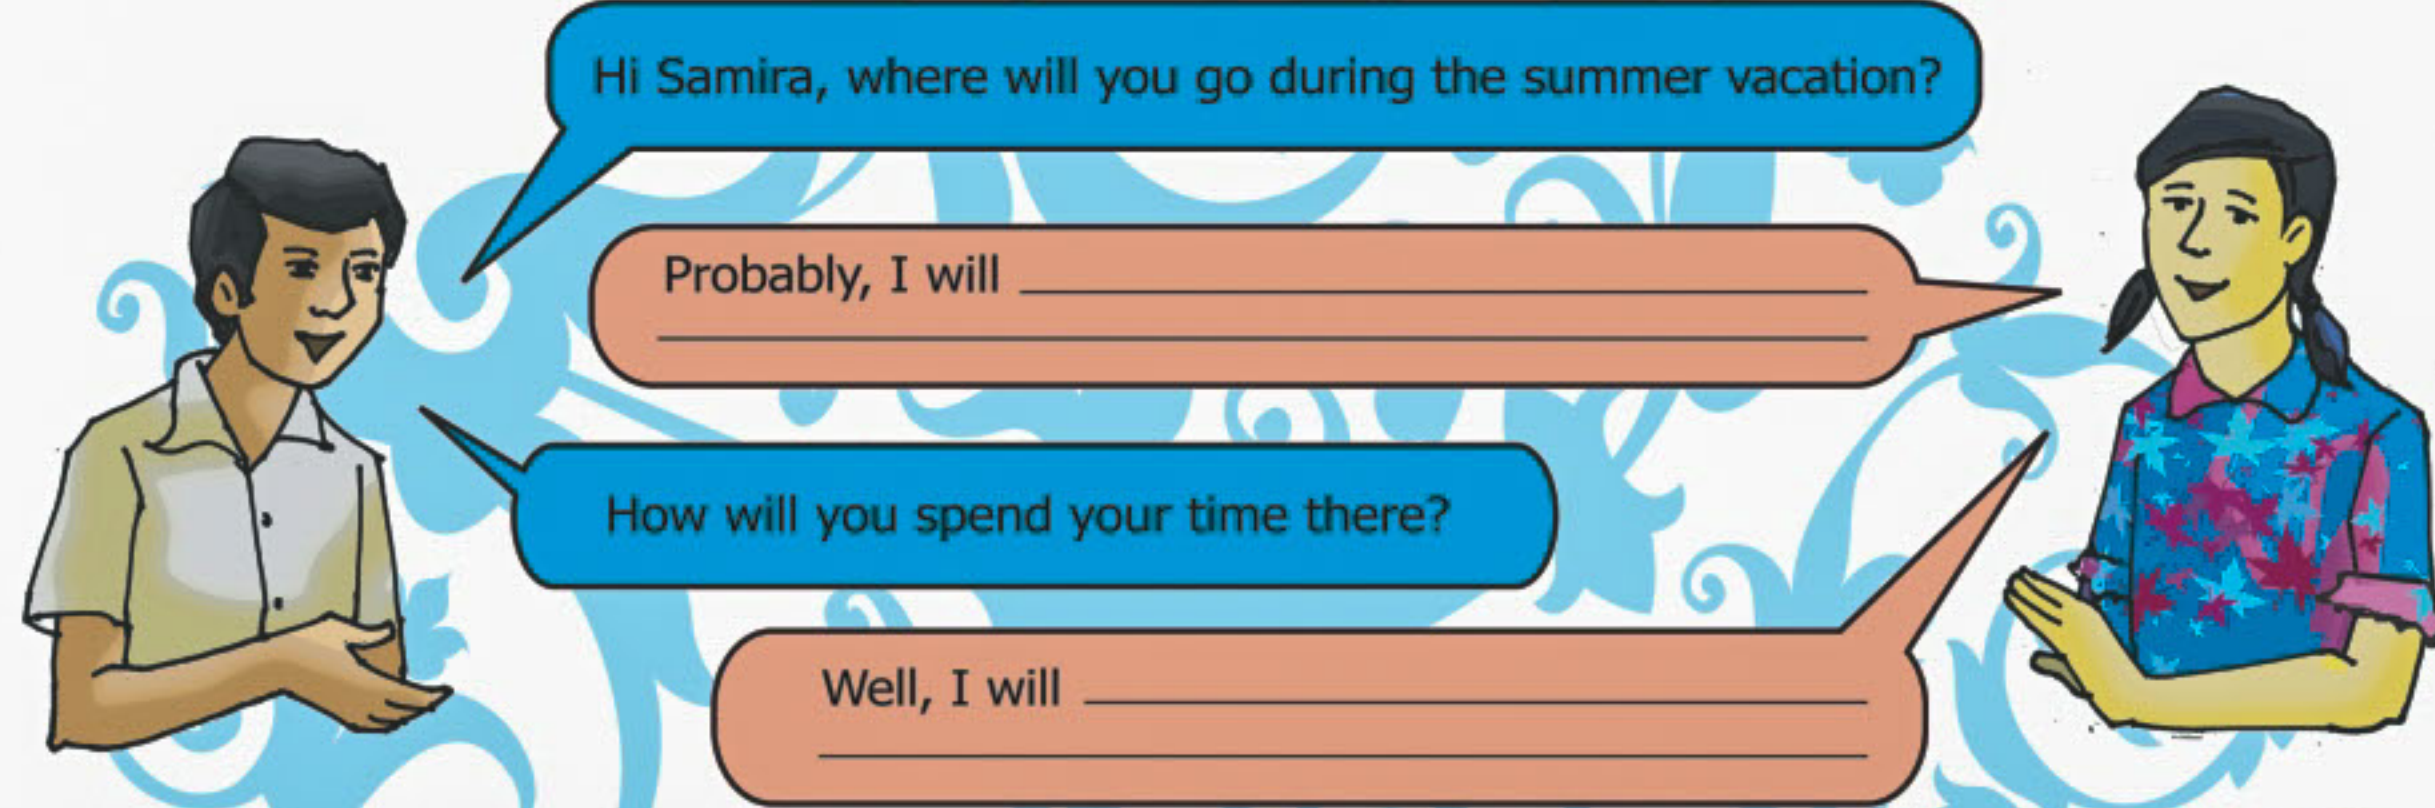 Hi Samira, where will you go during the summer vacation?
Probably, I will
How will you spend your time there?
Well, I will